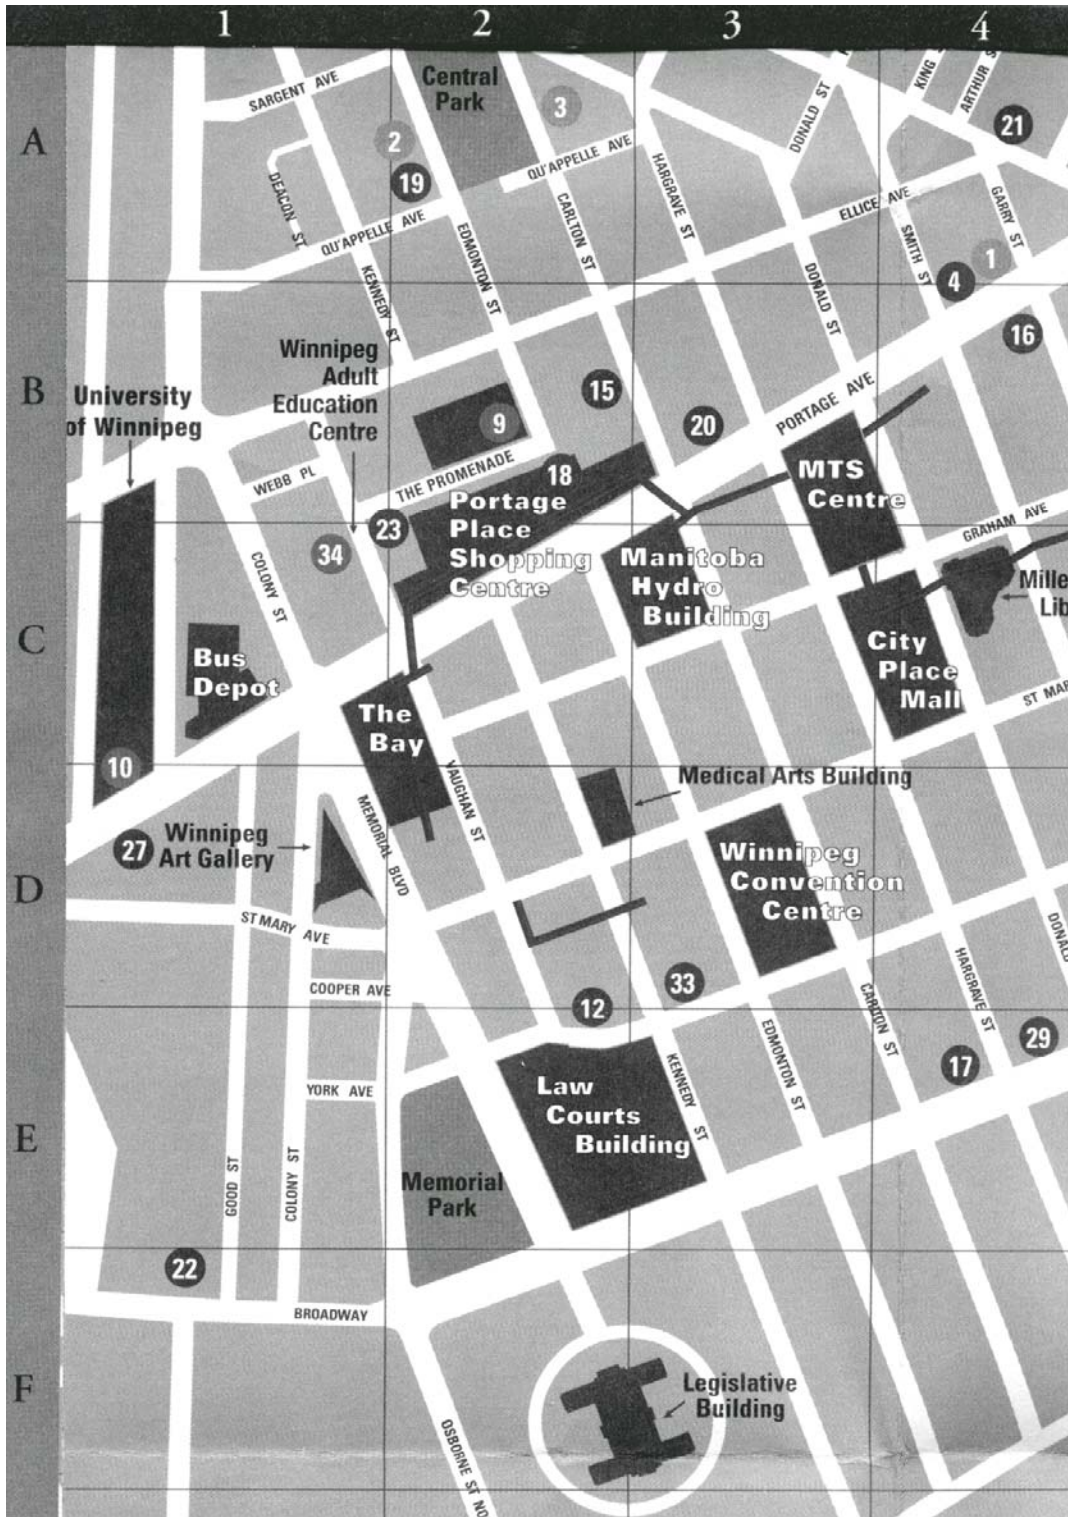 1 2 3 4
A
B
C
D
E
F
SARGENT AVE
Central
Park
3
2
19
DONALD ST
KING
ARTHUR S
21
QU'APPELLE AVE
DEACON ST
QU'APPELLE AVE
EDMONTON ST
CARLTON ST
HARGRAVE ST
ELLICE AVE
SMITH ST
GARRY ST
1
4
KENNEDY ST
DONALD ST
16
Winnipeg
Adult
Education
Centre
University
of Winnipeg
15
9
20
PORTAGE AVE
WEBB PL
THE PROMENADE
18
MTS
Centre
Portage
Place
Shopping
Centre
23
34
COLONY ST
Manitoba
Hydro
Building
GRAHAM AVE
Mille
Lib
Bus
Depot
City
Place
Mall
ST MAR
The
Bay
10
VAUGHAN ST
Medical Arts Building
27
Winnipeg
Art Gallery
MEMORIAL BLVD
Winnipeg
Convention
Centre
ST MARY AVE
COOPER AVE
DONALD
HARGRAVE ST
33
12
EDMONTON ST
29
17
KENNEDY ST
YORK AVE
Law
Courts
Building
GOOD ST
COLONY ST
Memorial
Park
22
BROADWAY
Legislative
Building
OSBORNE ST NO